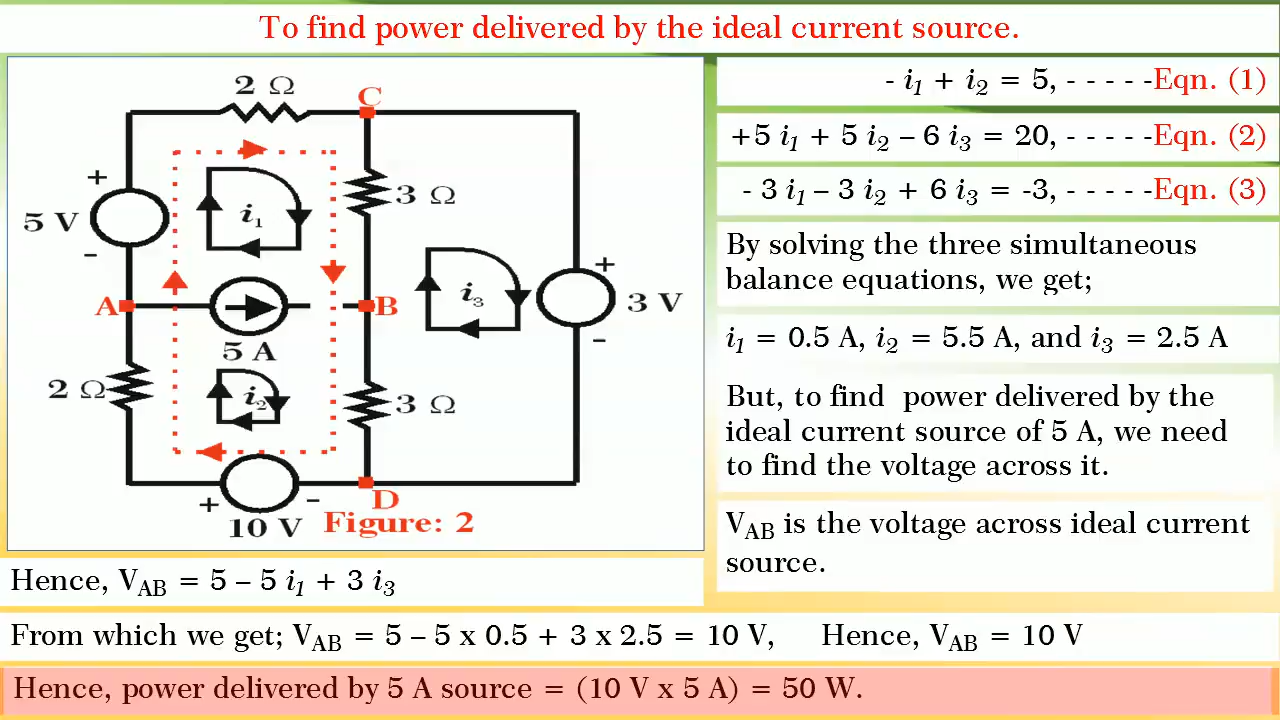 To find power delivered by the ideal current source.
2 Ω
C
+
3 Ω
5 V
i1
-
A
B
5 A
i3
+
3 V
-
2 Ω
i2
3 Ω
+
-
D
10 V
Figure: 2
- i1 + i2 = 5, - - - - -Eqn. (1)
+5 i1 + 5 i2 – 6 i3 = 20, - - - - -Eqn. (2)
- 3 i1 – 3 i2 + 6 i3 = -3, - - - - -Eqn. (3)
By solving the three simultaneous
balance equations, we get;
i1 = 0.5 A, i2 = 5.5 A, and i3 = 2.5 A
But, to find power delivered by the
ideal current source of 5 A, we need
to find the voltage across it.
VAB is the voltage across ideal current
source.
Hence, VAB = 5 – 5 i1 + 3 i3
From which we get; VAB = 5 – 5 x 0.5 + 3 x 2.5 = 10 V, Hence, VAB = 10 V
Hence, power delivered by 5 A source = (10 V x 5 A) = 50 W.